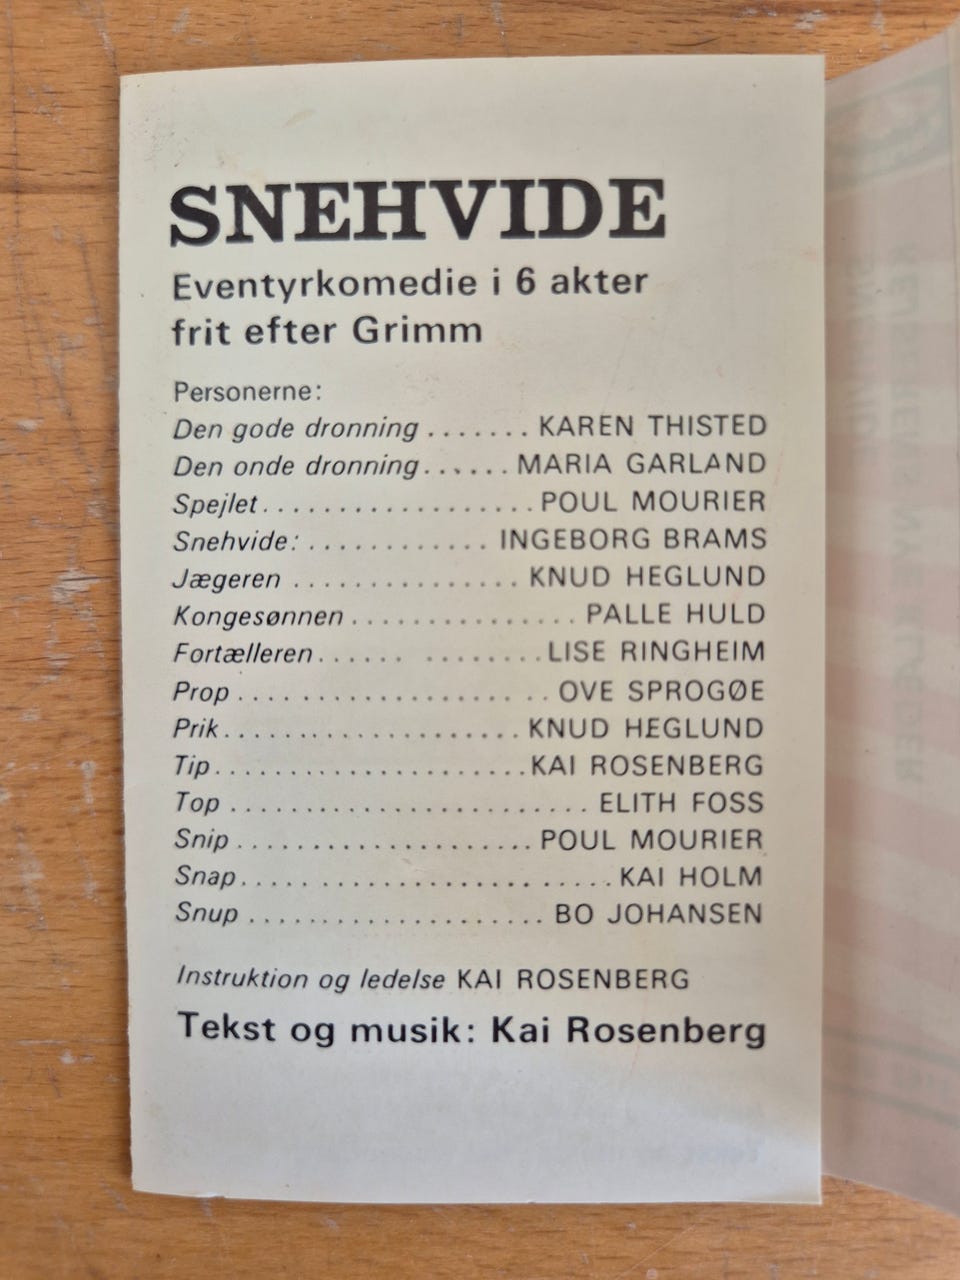 SNEHVIDE
Eventyrkomedie i 6 akter
frit efter Grimm
Personerne:
Den gode dronning ....... KAREN THISTED
Den onde dronning...... MARIA GARLAND
Spejlet.................. POUL MOURIER
Snehvide: ............ INGEBORG BRAMS
Jægeren ............... KNUD HEGLUND
Kongesønnen ............... PALLE HULD
Fortælleren...... ........ LISE RINGHEIM
Prop .................... OVE SPROGØE
Prik.................... KNUD HEGLUND
Tip..................... KAI ROSENBERG
Top ....................... ELITH FOSS
Snip ................... POUL MOURIER
Snap......................... KAI HOLM
Snup ................... BO JOHANSEN
Instruktion og ledelse KAI ROSENBERG
Tekst og musik: Kai Rosenberg